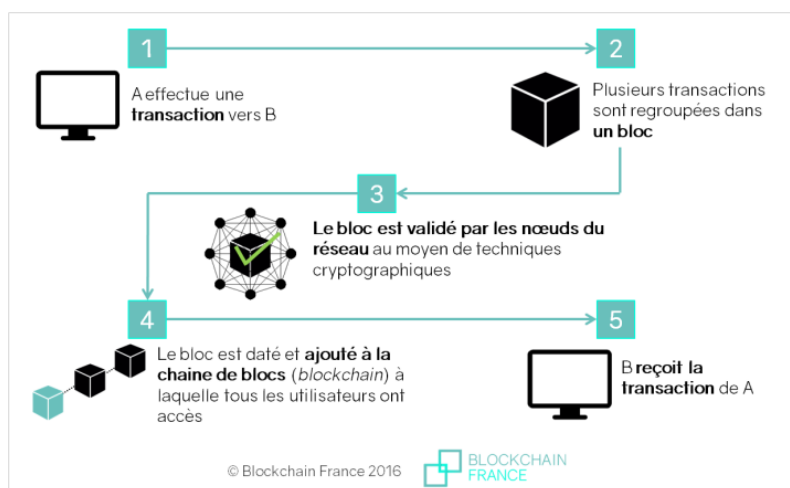 1
A effectue une
transaction vers B
2
Plusieurs transactions
sont regroupées dans
un bloc
3
Le bloc est validé par les nœuds du
réseau au moyen de techniques
cryptographiques
4
Le bloc est daté et ajouté à la
chaine de blocs (blockchain) à
laquelle tous les utilisateurs ont
accès
5
B reçoit la
transaction de A
© Blockchain France 2016
BLOCKCHAIN
FRANCE